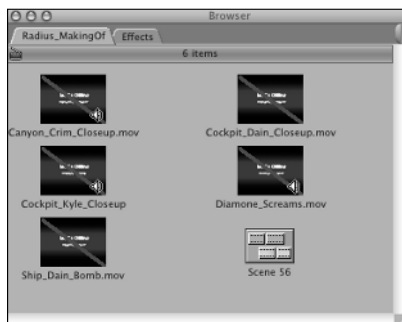 Browser
Radius_MakingOf
Effects
6 items
Canyon_Crim_Closeup.mov
Cockpit_Dain_Closeup.mov
Cockpit_Kyle_Closeup
Diamone_Screams.mov
Ship_Dain_Bomb.mov
Scene 56